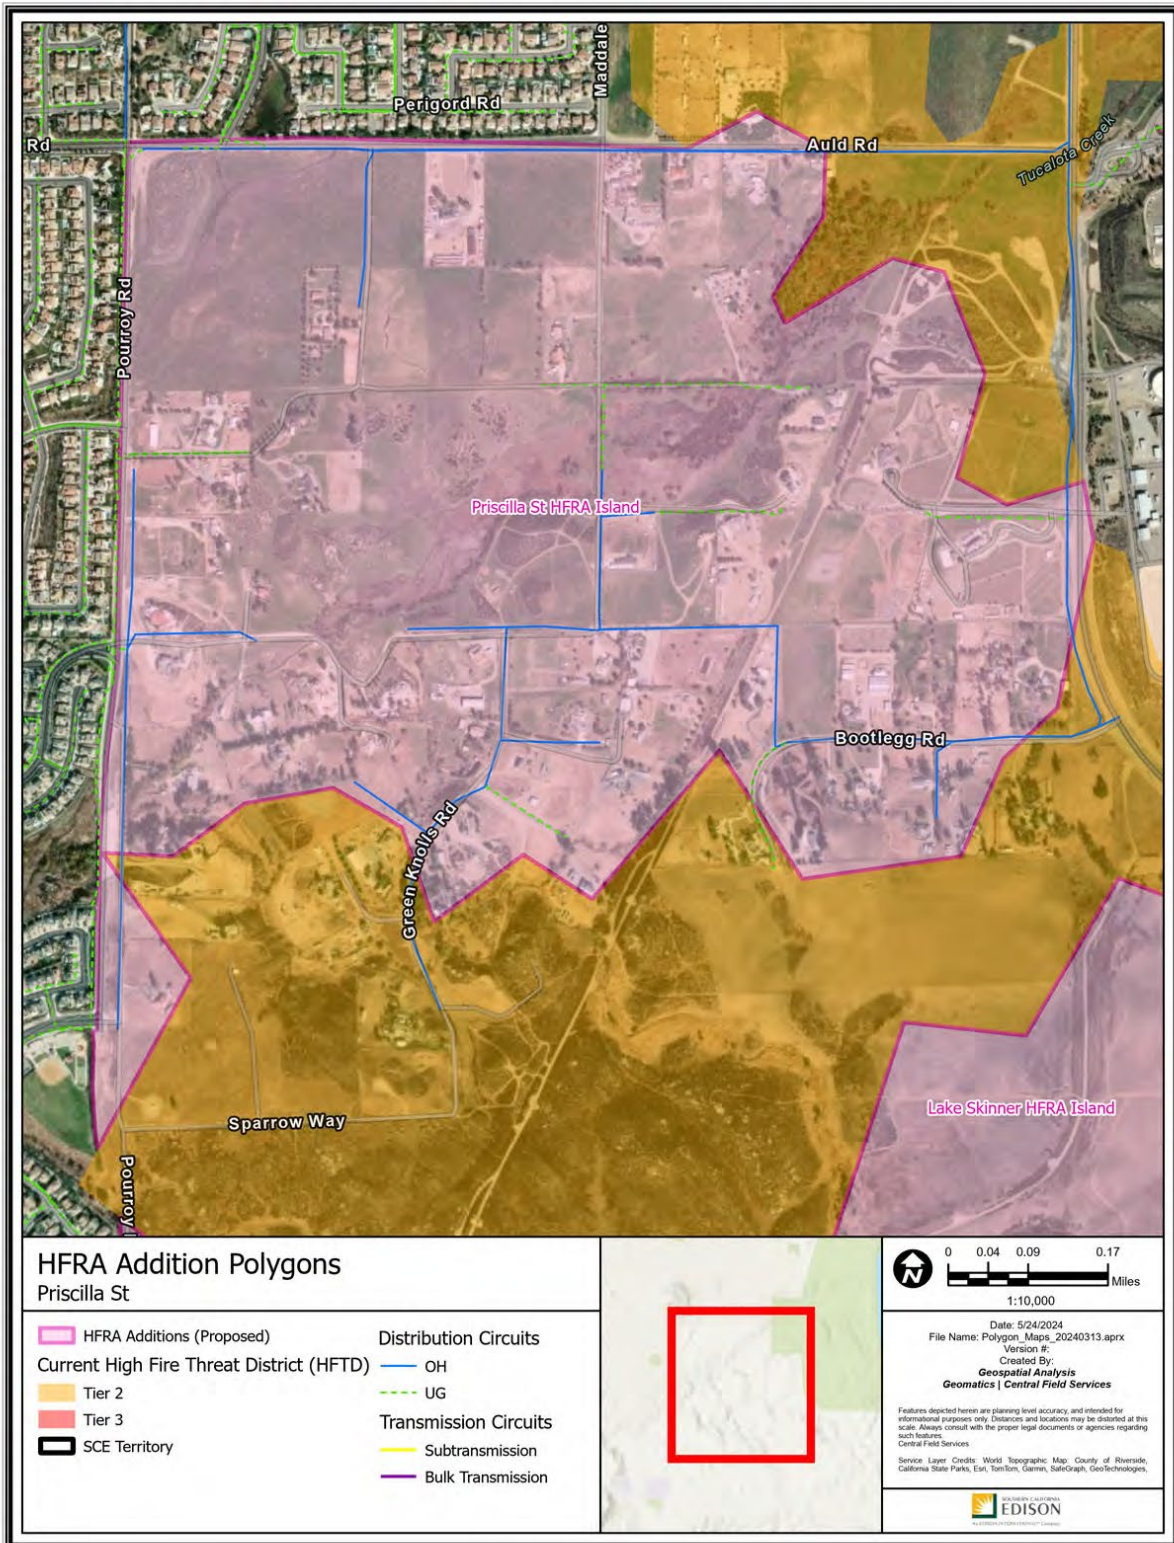 Maddale
Perigord Rd
Rd
Auld Rd
Tucalota Creek
Pourroy Rd
Priscilla St HFRA Island
Bootlegg Rd
Green Knolls Rd
Lake Skinner HFRA Island
Sparrow Way
Pourroy
HFRA Addition Polygons
Priscilla St
HFRA Additions (Proposed)
Current High Fire Threat District (HFTD)
Tier 2
Tier 3
SCE Territory
Distribution Circuits
OH
UG
Transmission Circuits
Subtransmission
Bulk Transmission
N
0 0.04 0.09 0.17
Miles
1:10,000
Date: 5/24/2024
File Name: Polygon_Maps_20240313.aprx
Version #:
Created By:
Geospatial Analysis
Geomatics | Central Field Services
Features depicted herein are planning level accuracy, and intended for
informational purposes only. Distances and locations may be distorted at this
scale. Always consult with the proper legal documents or agencies regarding
such features.
Central Field Services
Service Layer Credits: World Topographic Map: County of Riverside,
California State Parks, Esri, TomTom, Garmin, SafeGraph, GeoTechnologies,
SOUTHERN CALIFORNIA
EDISON
An EDISON INTERNATIONAL® Company